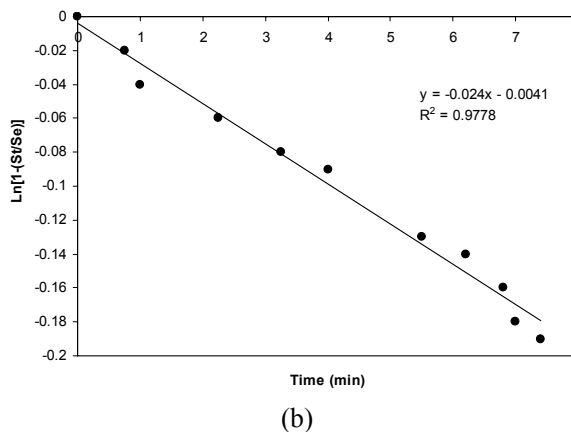 0
-0.02
-0.04
-0.06
-0.08
-0.1
-0.12
-0.14
-0.16
-0.18
-0.2
0 1 2 3 4 5 6 7
y = -0.024x - 0.0041
R² = 0.9778
Ln[1-(St/Se)]
Time (min)
(b)